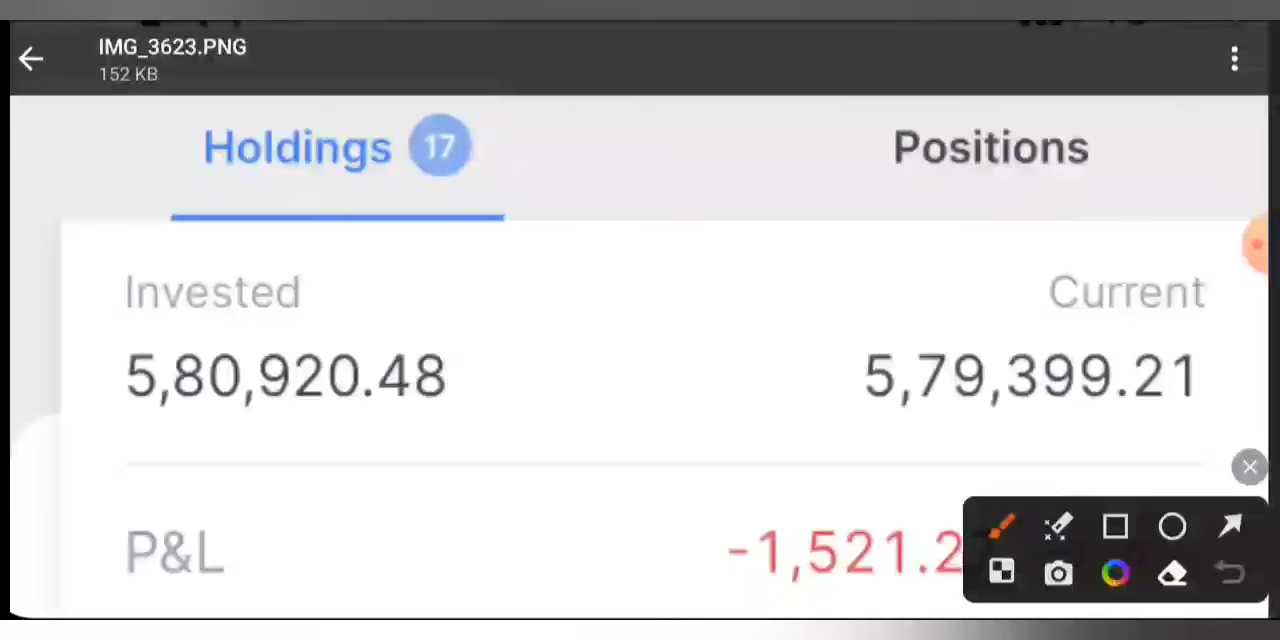 IMG_3623.PNG
152 KB
Holdings 17
Positions
Invested
Current
5,80,920.48
5,79,399.21
P&L
-1,521.27